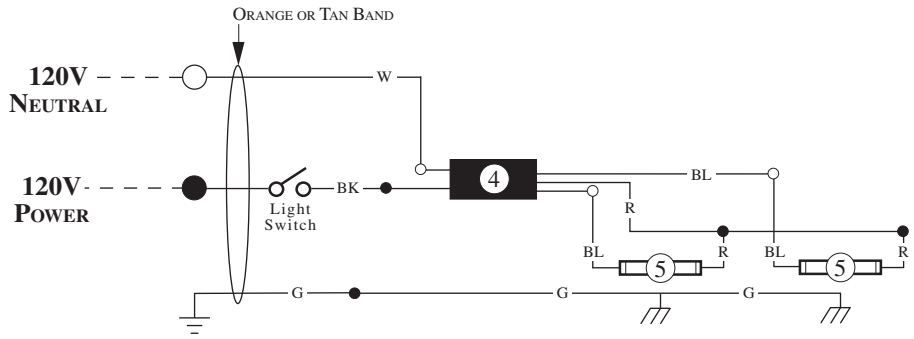 ORANGE OR TAN BAND
120V
NEUTRAL
W
120V
POWER
Light
Switch
BK
4
BL
R
BL
5
R
BL
5
R
G
G
G